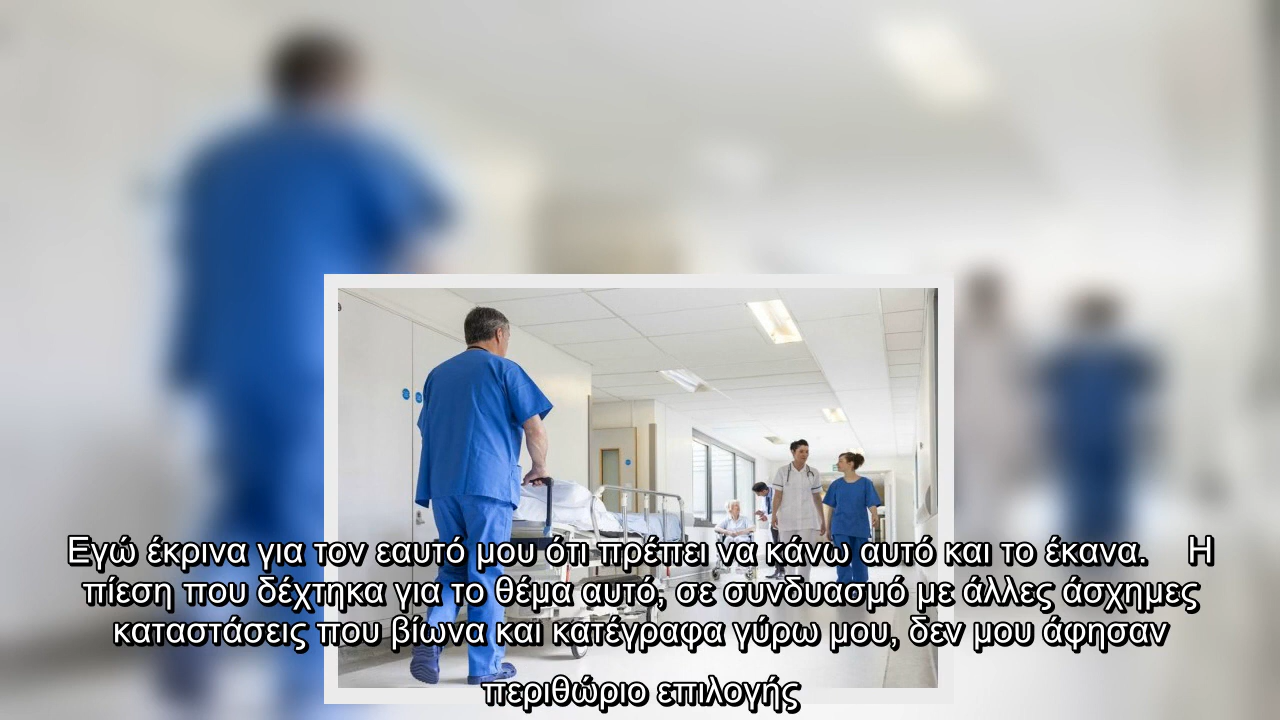 Εγώ έκρινα για τον εαυτό μου ότι πρέπει να κάνω αυτό και το έκανα. Η
πίεση που δέχτηκα για το θέμα αυτό, σε συνδυασμό με άλλες άσχημες
καταστάσεις που βίωνα και κατέγραφα γύρω μου, δεν μου άφησαν
περιθώριο επιλογής